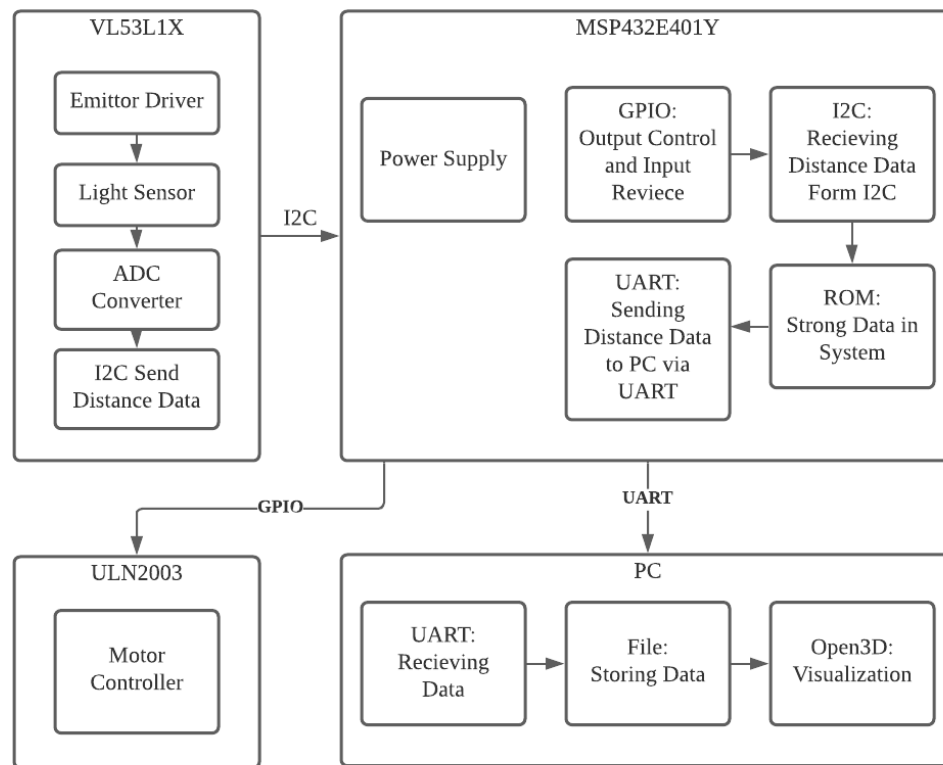 VL53L1X
Emittor Driver
Light Sensor
ADC
Converter
I2C Send
Distance Data
I2C
MSP432E401Y
Power Supply
GPIO:
Output Control
and Input
Reviece
I2C:
Recieving
Distance Data
Form I2C
UART:
Sending
Distance Data
to PC via
UART
ROM:
Strong Data in
System
GPIO
UART
ULN2003
Motor
Controller
PC
UART:
Recieving
Data
File:
Storing Data
Open3D:
Visualization